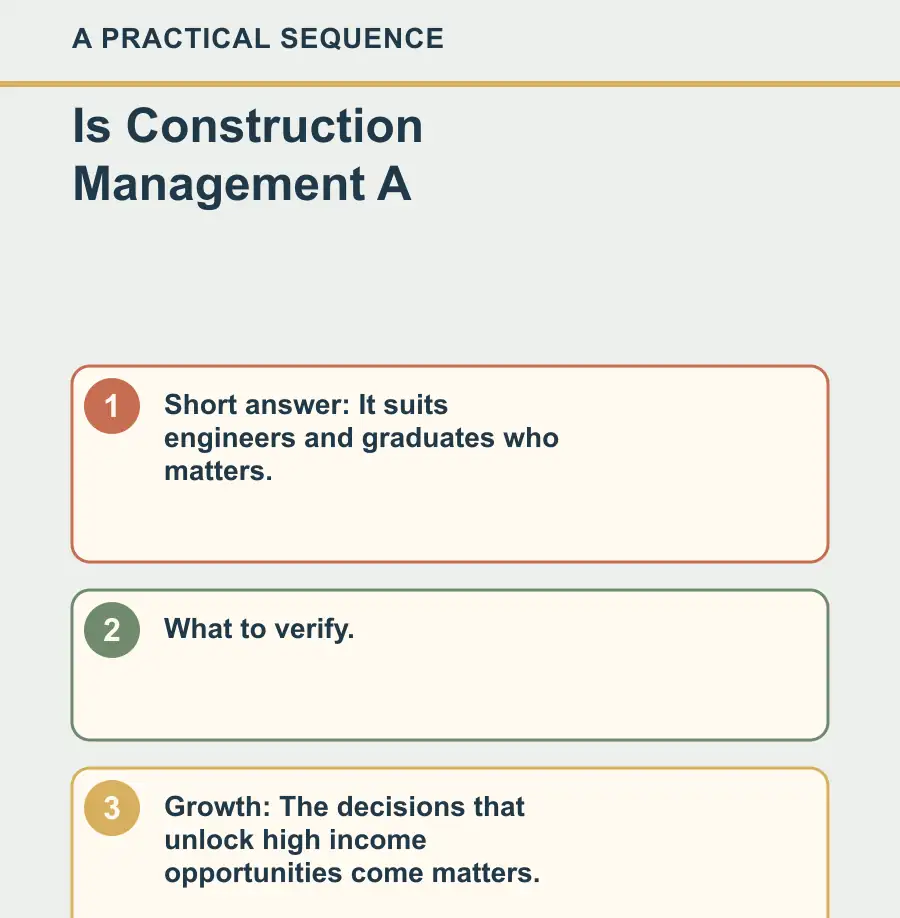 A PRACTICAL SEQUENCE
Is Construction
Management A
1
Short answer: It suits
engineers and graduates who
matters.
2
What to verify.
3
Growth: The decisions that
unlock high income
opportunities come matters.